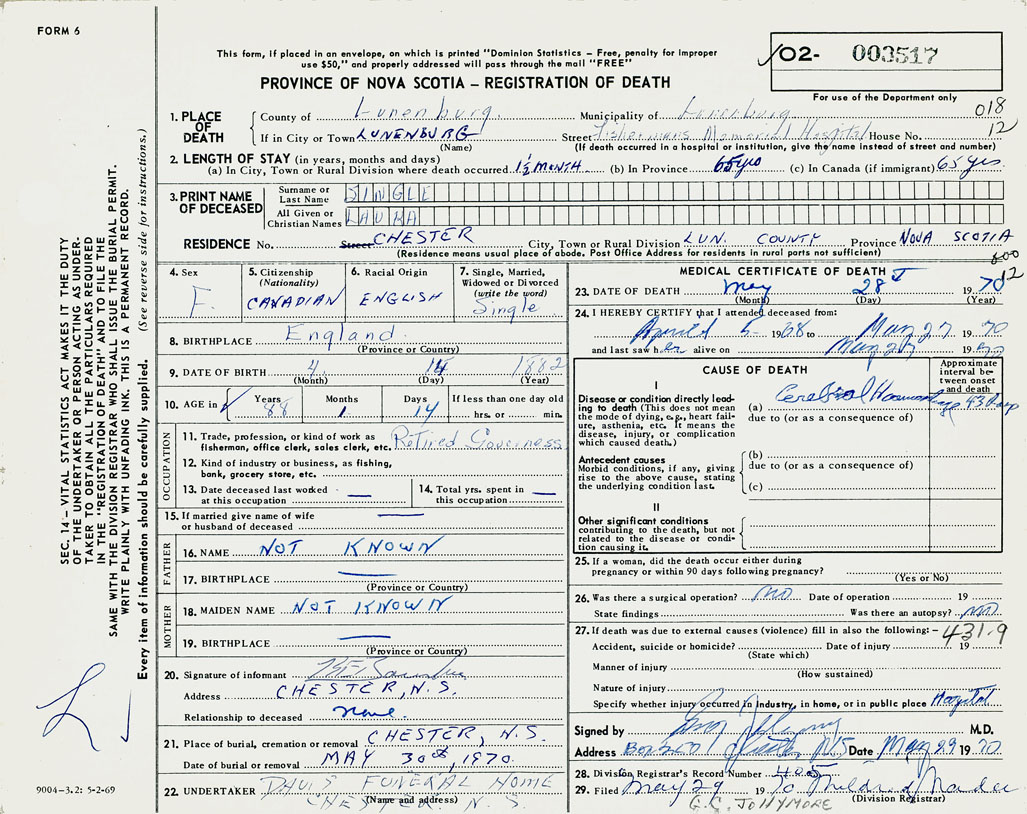 FORM 6
This form, if placed in an envelope, on which is printed "Dominion Statistics – Free, penalty for improper
use $50," and properly addressed will pass through the mail "FREE"
PROVINCE OF NOVA SCOTIA – REGISTRATION OF DEATH
02- 003517
For use of the Department only
018
12
1. PLACE OF DEATH
County of Lunenburg Municipality of Lunenburg
If in City or Town LUNENBURG Street Fishermans Memorial Hospital House No.
(Name) (If death occurred in a hospital or institution, give the name instead of street and number)
2. LENGTH OF STAY (in years, months and days)
(a) In City, Town or Rural Division where death occurred 1½ MONTH (b) In Province 65 yrs (c) In Canada (if immigrant) 65 yrs
3. PRINT NAME OF DECEASED
Surname or Last Name SINGLE
All Given or Christian Names LAURA
RESIDENCE No. Street CHESTER City, Town or Rural Division LUN. COUNTY Province NOVA SCOTIA
(Residence means usual place of abode. Post Office Address for residents in rural parts not sufficient)
600
12
4. Sex F.
5. Citizenship (Nationality) CANADIAN
6. Racial Origin ENGLISH
7. Single, Married, Widowed or Divorced (write the word) Single
8. BIRTHPLACE England
(Province or Country)
9. DATE OF BIRTH 4 14 1882
(Month) (Day) (Year)
10. AGE in Years 88 Months 1 Days 14 If less than one day old
hrs. or min.
OCCUPATION
11. Trade, profession, or kind of work as
fisherman, office clerk, sales clerk, etc. Retired Governess
12. Kind of industry or business, as fishing,
bank, grocery store, etc.
13. Date deceased last worked
at this occupation
14. Total yrs. spent in
this occupation
15. If married give name of wife
or husband of deceased
FATHER
16. NAME NOT KNOWN
17. BIRTHPLACE
(Province or Country)
MOTHER
18. MAIDEN NAME NOT KNOWN
19. BIRTHPLACE
(Province or Country)
20. Signature of informant
Address CHESTER, N.S.
Relationship to deceased none.
21. Place of burial, cremation or removal CHESTER, N.S.
Date of burial or removal MAY 30th, 1970.
22. UNDERTAKER DAVIS FUNERAL HOME
CHESTER N. S.
(Name and address)
MEDICAL CERTIFICATE OF DEATH
23. DATE OF DEATH May 28 1970
(Month) (Day) (Year)
24. I HEREBY CERTIFY that I attended deceased from:
April 5 1968 to May 27 1970
and last saw her alive on May 27 19
CAUSE OF DEATH
Approximate interval between onset and death
I
Disease or condition directly leading to death (This does not mean the mode of dying, e.g., heart failure, asthenia, etc. It means the disease, injury, or complication which caused death.)
(a) Cerebral Haemorrhage 43 days
due to (or as a consequence of)
Antecedent causes
Morbid conditions, if any, giving rise to the above cause, stating the underlying condition last.
(b)
due to (or as a consequence of)
(c)
II
Other significant conditions
contributing to the death, but not related to the disease or condition causing it.
25. If a woman, did the death occur either during
pregnancy or within 90 days following pregnancy?
(Yes or No)
26. Was there a surgical operation? NO Date of operation 19
State findings Was there an autopsy? NO
27. If death was due to external causes (violence) fill in also the following: – 431.9
Accident, suicide or homicide? Date of injury 19
(State which)
Manner of injury
(How sustained)
Nature of injury
Specify whether injury occurred in Industry, in home, or in public place Hospital
Signed by M.D.
Address Box Chester NS Date May 29 1970
28. Division Registrar's Record Number
29. Filed May 29 1970 Mildred Nader
G.C. JOLLYMORE (Division Registrar)
SEC. 14 – VITAL STATISTICS ACT MAKES IT THE DUTY
OF THE UNDERTAKER OR PERSON ACTING AS UNDER-
TAKER TO OBTAIN ALL THE PARTICULARS REQUIRED
IN THE "REGISTRATION OF DEATH" AND TO FILE THE
SAME WITH THE DIVISION REGISTRAR WHO SHALL ISSUE THE BURIAL PERMIT.
WRITE PLAINLY WITH UNFADING INK. THIS IS A PERMANENT RECORD.
Every item of information should be carefully supplied. (See reverse side for instructions.)
9004-3.2: 5-2-69